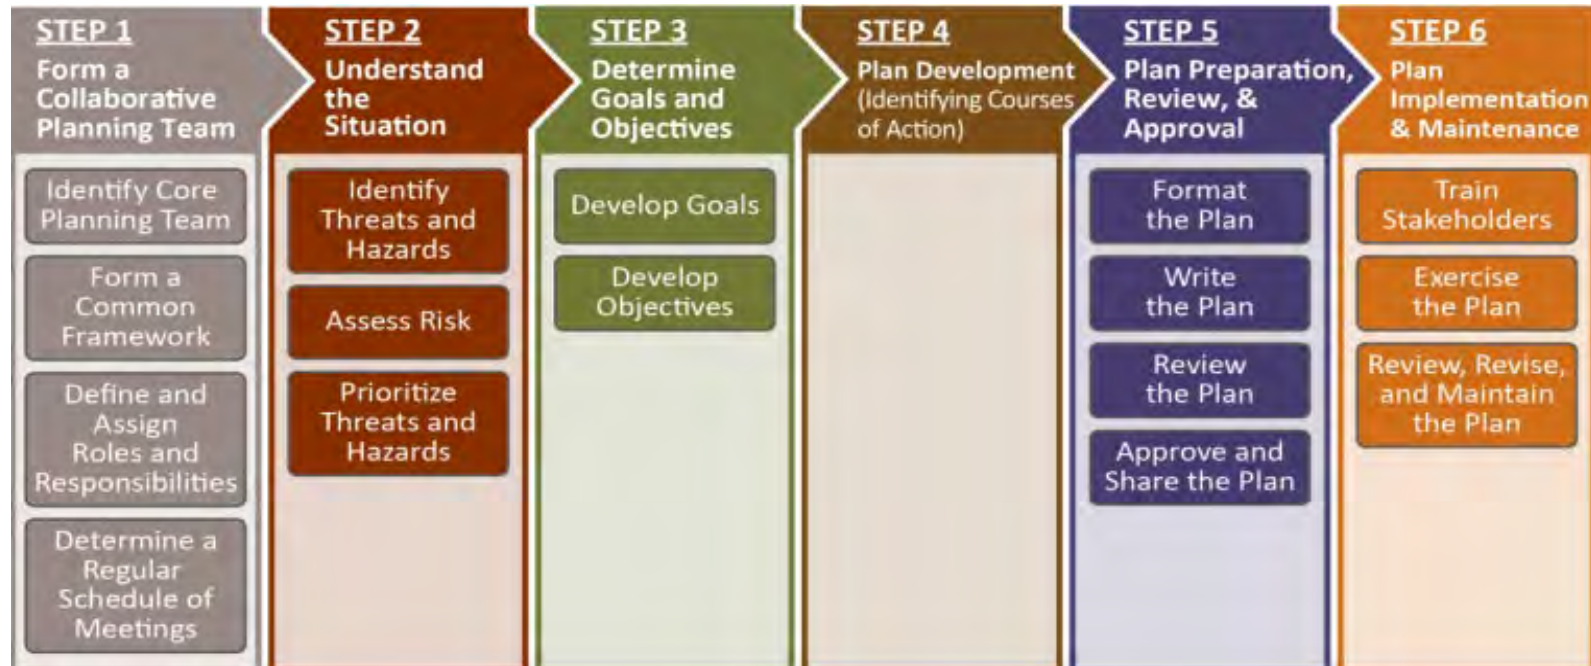 STEP 1
Form a
Collaborative
Planning Team
Identify Core
Planning Team
Form a
Common
Framework
Define and
Assign
Roles and
Responsibilities
Determine a
Regular
Schedule of
Meetings
STEP 2
Understand
the
Situation
Identify
Threats and
Hazards
Assess Risk
Prioritize
Threats and
Hazards
STEP 3
Determine
Goals and
Objectives
Develop Goals
Develop
Objectives
STEP 4
Plan Development
(Identifying Courses
of Action)
STEP 5
Plan Preparation,
Review, &
Approval
Format
the Plan
Write
the Plan
Review
the Plan
Approve and
Share the Plan
STEP 6
Plan
Implementation
& Maintenance
Train
Stakeholders
Exercise
the Plan
Review, Revise,
and Maintain
the Plan